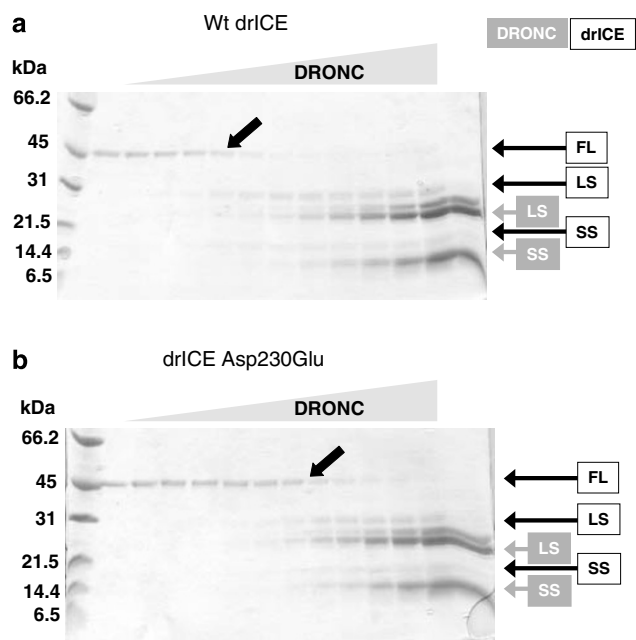 a
Wt drICE
DRONC drICE
kDa
DRONC
66.2
45
31
21.5
14.4
6.5
FL
LS
LS
SS
SS
b
drICE Asp230Glu
kDa
DRONC
66.2
45
31
21.5
14.4
6.5
FL
LS
LS
SS
SS